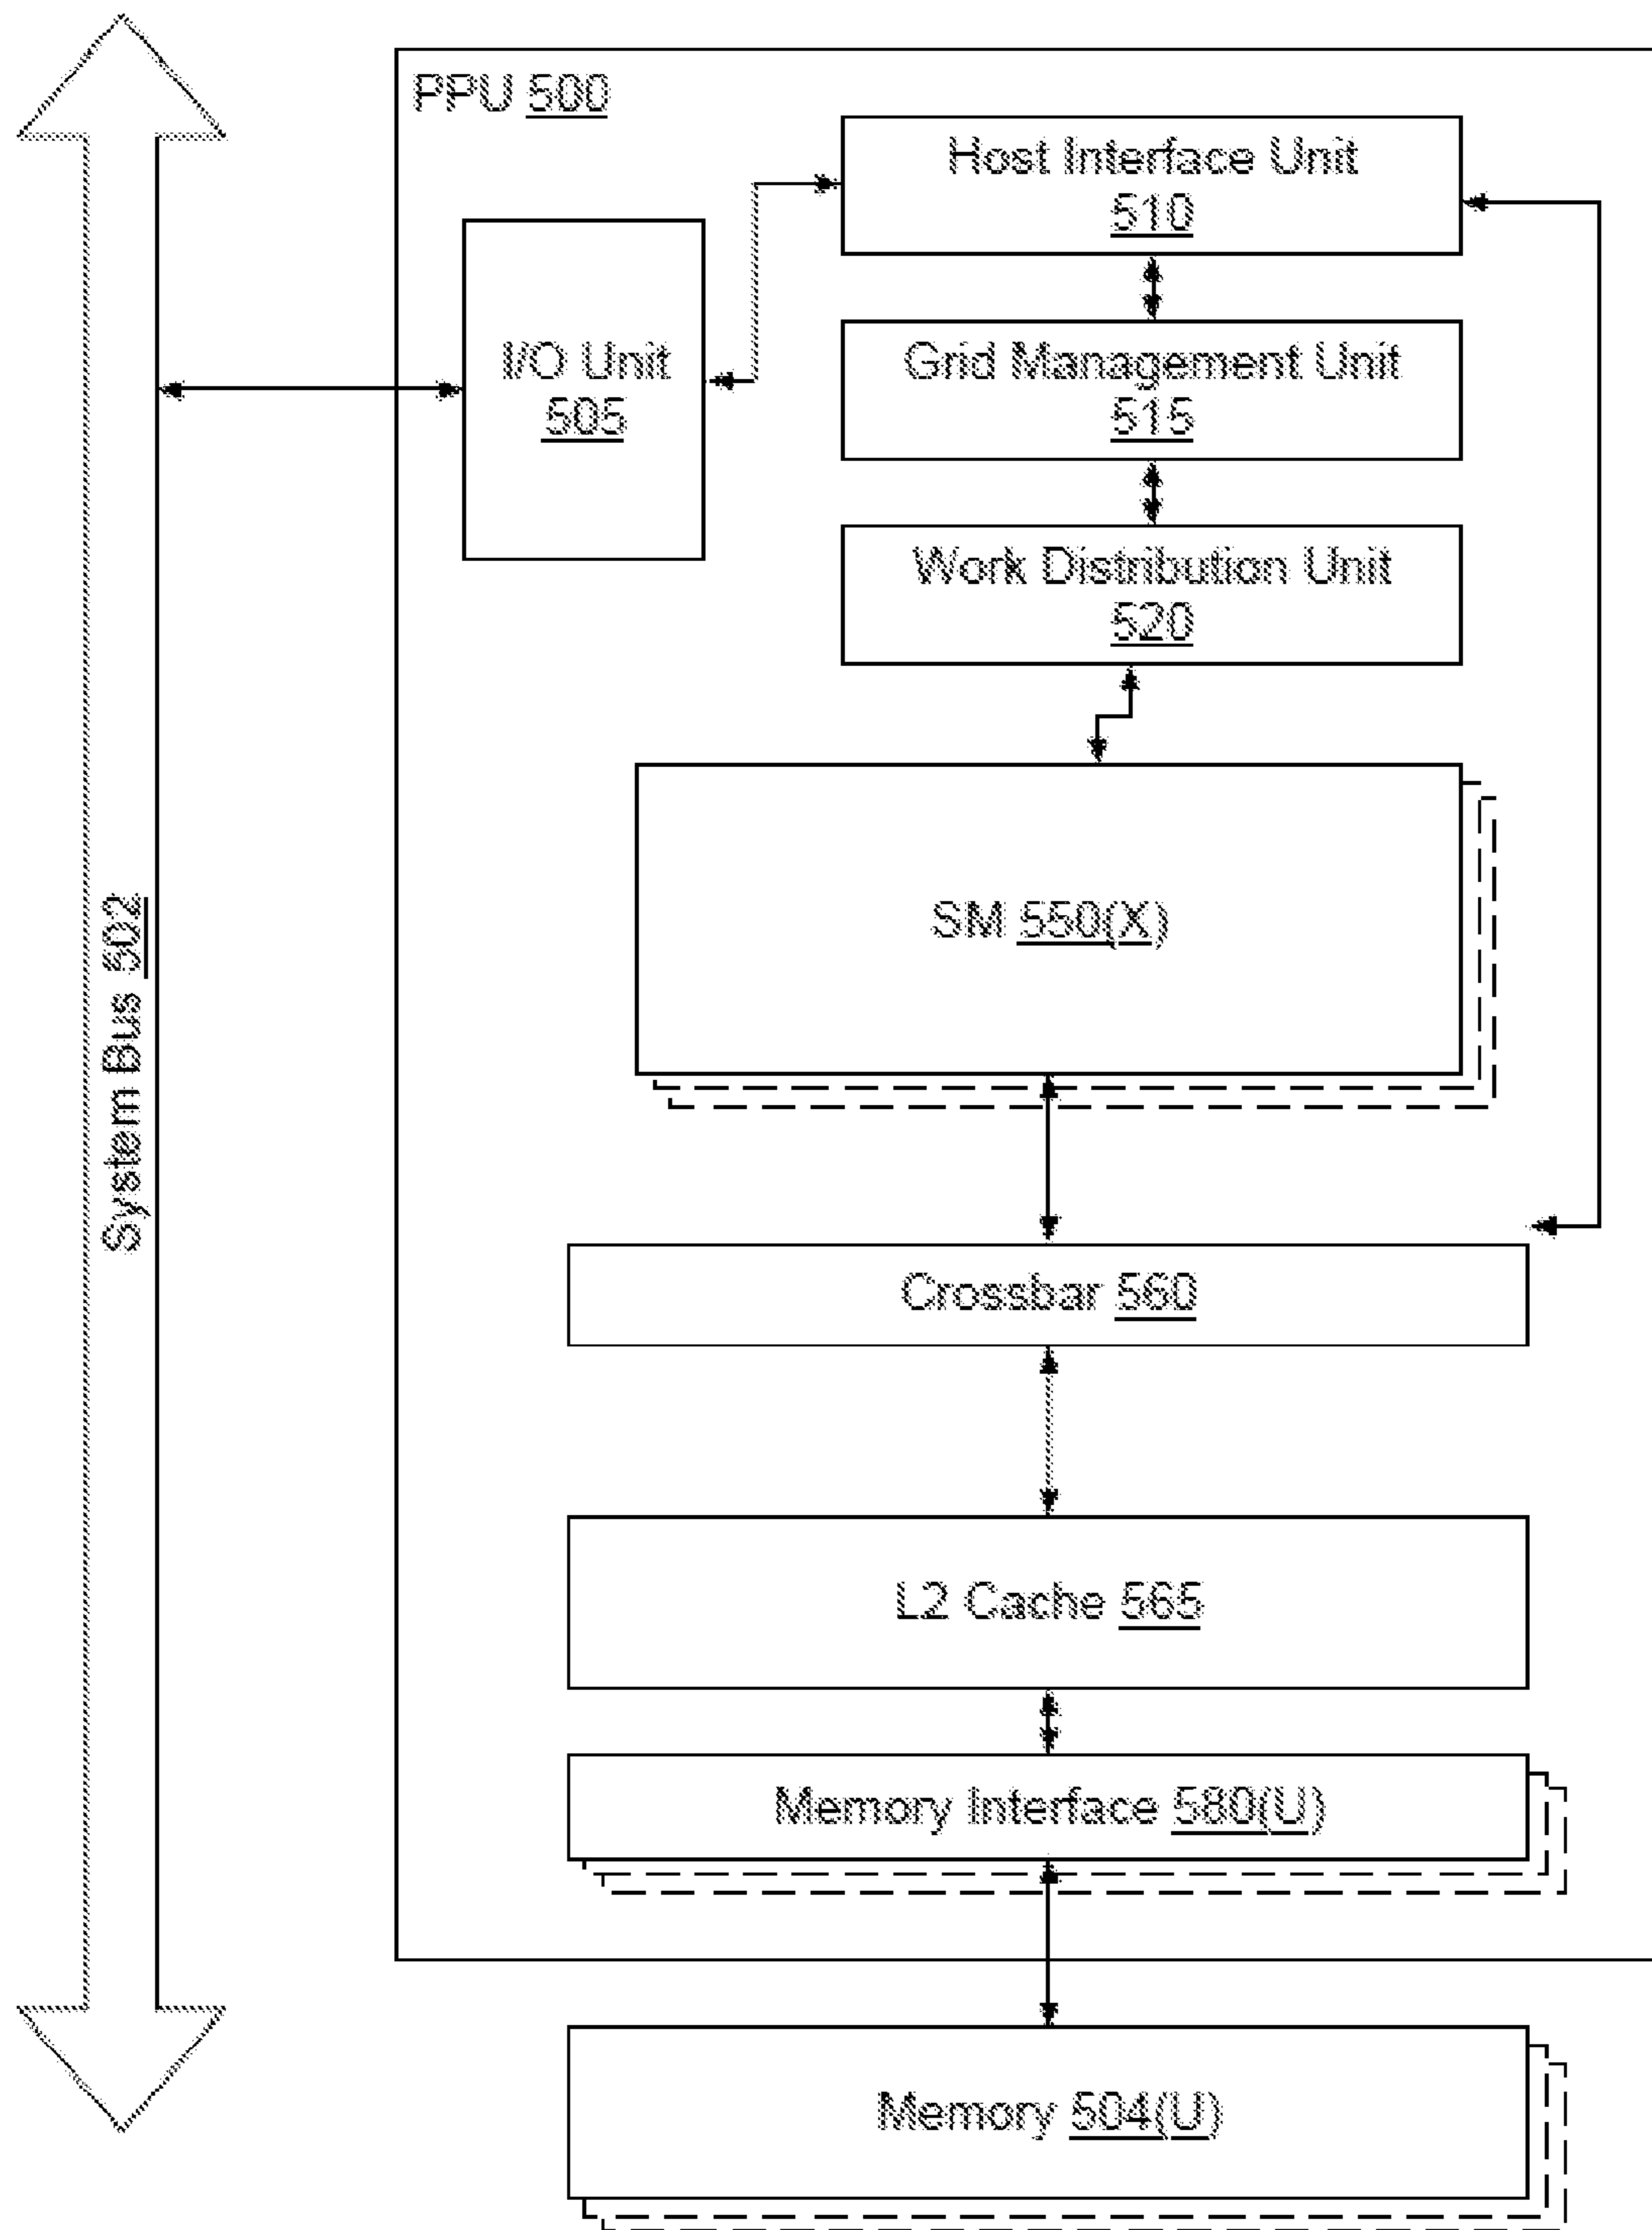 PPU 500
Host Interface Unit
510
I/O Unit
505
Grid Management Unit
515
Work Distribution Unit
520
SM 550(X)
System Bus 502
Crossbar 560
L2 Cache 565
Memory Interface 580(U)
Memory 504(U)